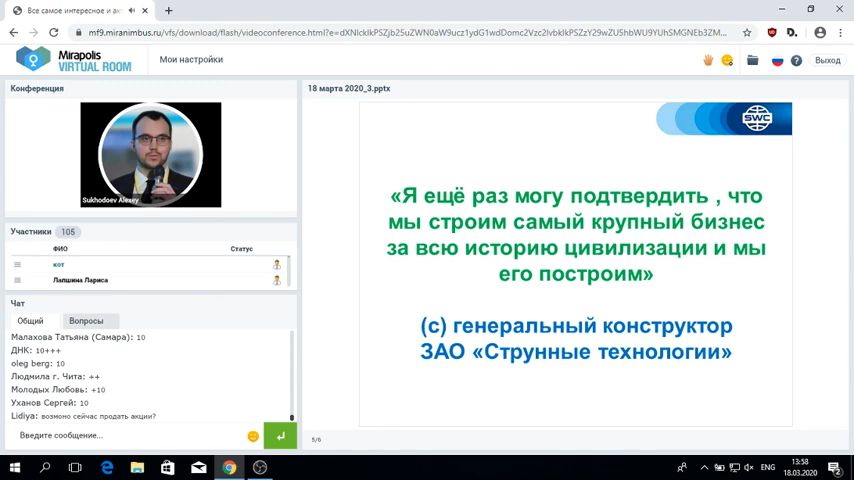 Все самое интересное и акт
mf9.miranimbus.ru/vfs/download/flash/videoconference.html?e=
Mirapolis
VIRTUAL ROOM
Мои настройки
Выход
Конференция
Sukhodoev Alexey
Участники 105
ФИО Статус
кот
Лапшина Лариса
Чат
Общий Вопросы
Малахова Татьяна (Самара): 10
ДНК: 10+++
oleg berg: 10
Людмила г. Чита: ++
Молодых Любовь: +10
Уханов Сергей: 10
Lidiya: возмоно сейчас продать акции?
Введите сообщение...
18 марта 2020_3.pptx
SWC
«Я ещё раз могу подтвердить , что
мы строим самый крупный бизнес
за всю историю цивилизации и мы
его построим»
(с) генеральный конструктор
ЗАО «Струнные технологии»
5/6
ENG
13:58
18.03.2020
2